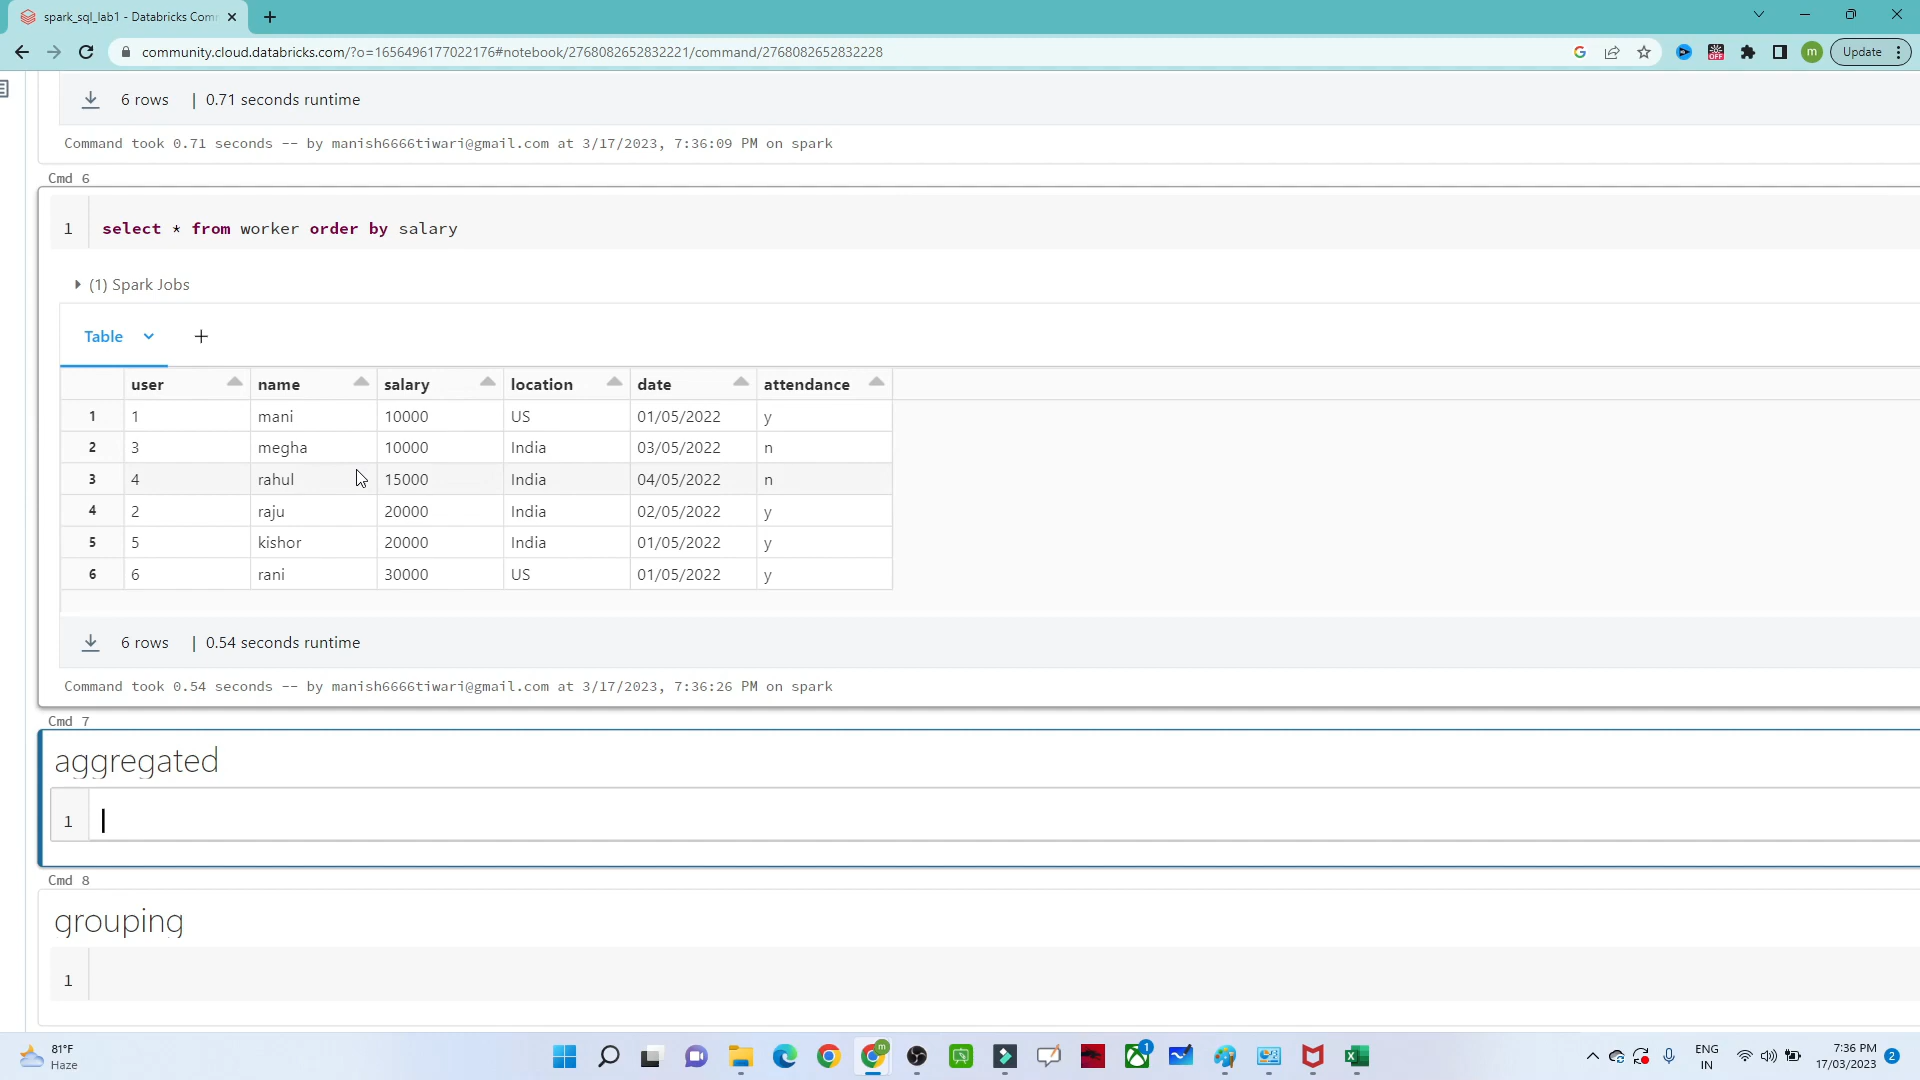 spark_sql_lab1 - Databricks Com
community.cloud.databricks.com/?o=1656496177022176#notebook/2768082652832221/command/2768082652832228
m
Update
6 rows | 0.71 seconds runtime
Command took 0.71 seconds -- by manish6666tiwari@gmail.com at 3/17/2023, 7:36:09 PM on spark
Cmd 6
1 select * from worker order by salary
(1) Spark Jobs
Table +
user name salary location date attendance
1 1 mani 10000 US 01/05/2022 y
2 3 megha 10000 India 03/05/2022 n
3 4 rahul 15000 India 04/05/2022 n
4 2 raju 20000 India 02/05/2022 y
5 5 kishor 20000 India 01/05/2022 y
6 6 rani 30000 US 01/05/2022 y
6 rows | 0.54 seconds runtime
Command took 0.54 seconds -- by manish6666tiwari@gmail.com at 3/17/2023, 7:36:26 PM on spark
Cmd 7
aggregated
1
Cmd 8
grouping
1
81°F
Haze
m
1
ENG
IN
7:36 PM
17/03/2023
2